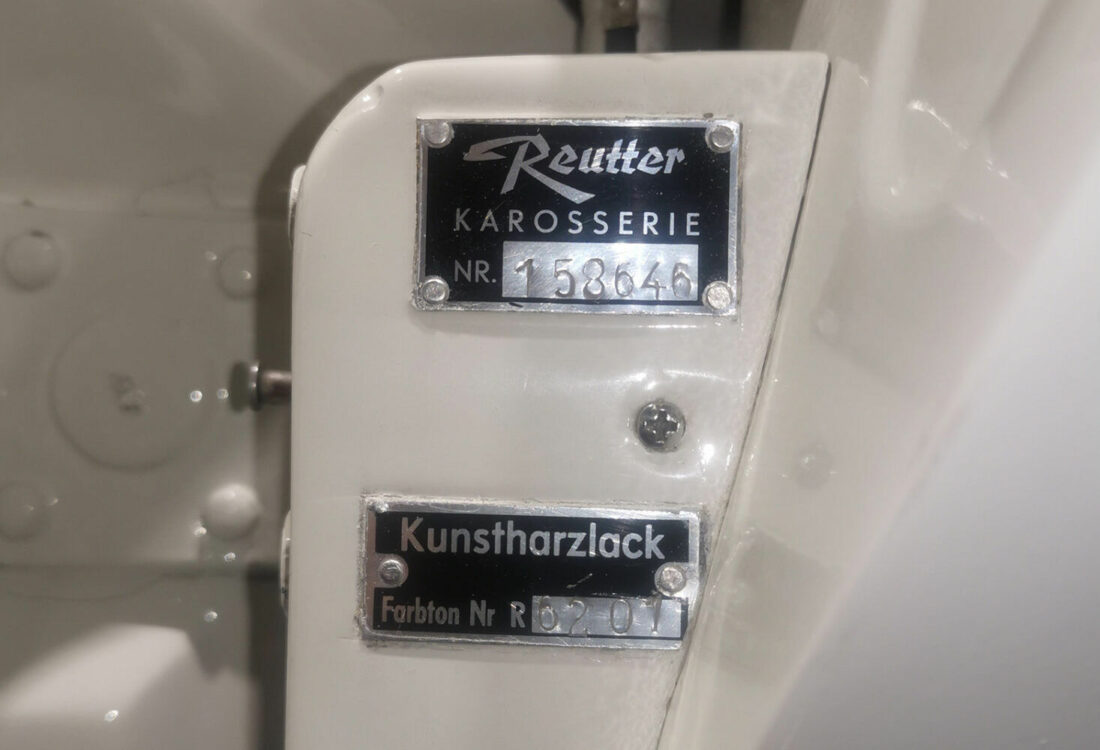 Reutter
KAROSSERIE
NR. 158646
Kunstharzlack
Farbton Nr R 6201